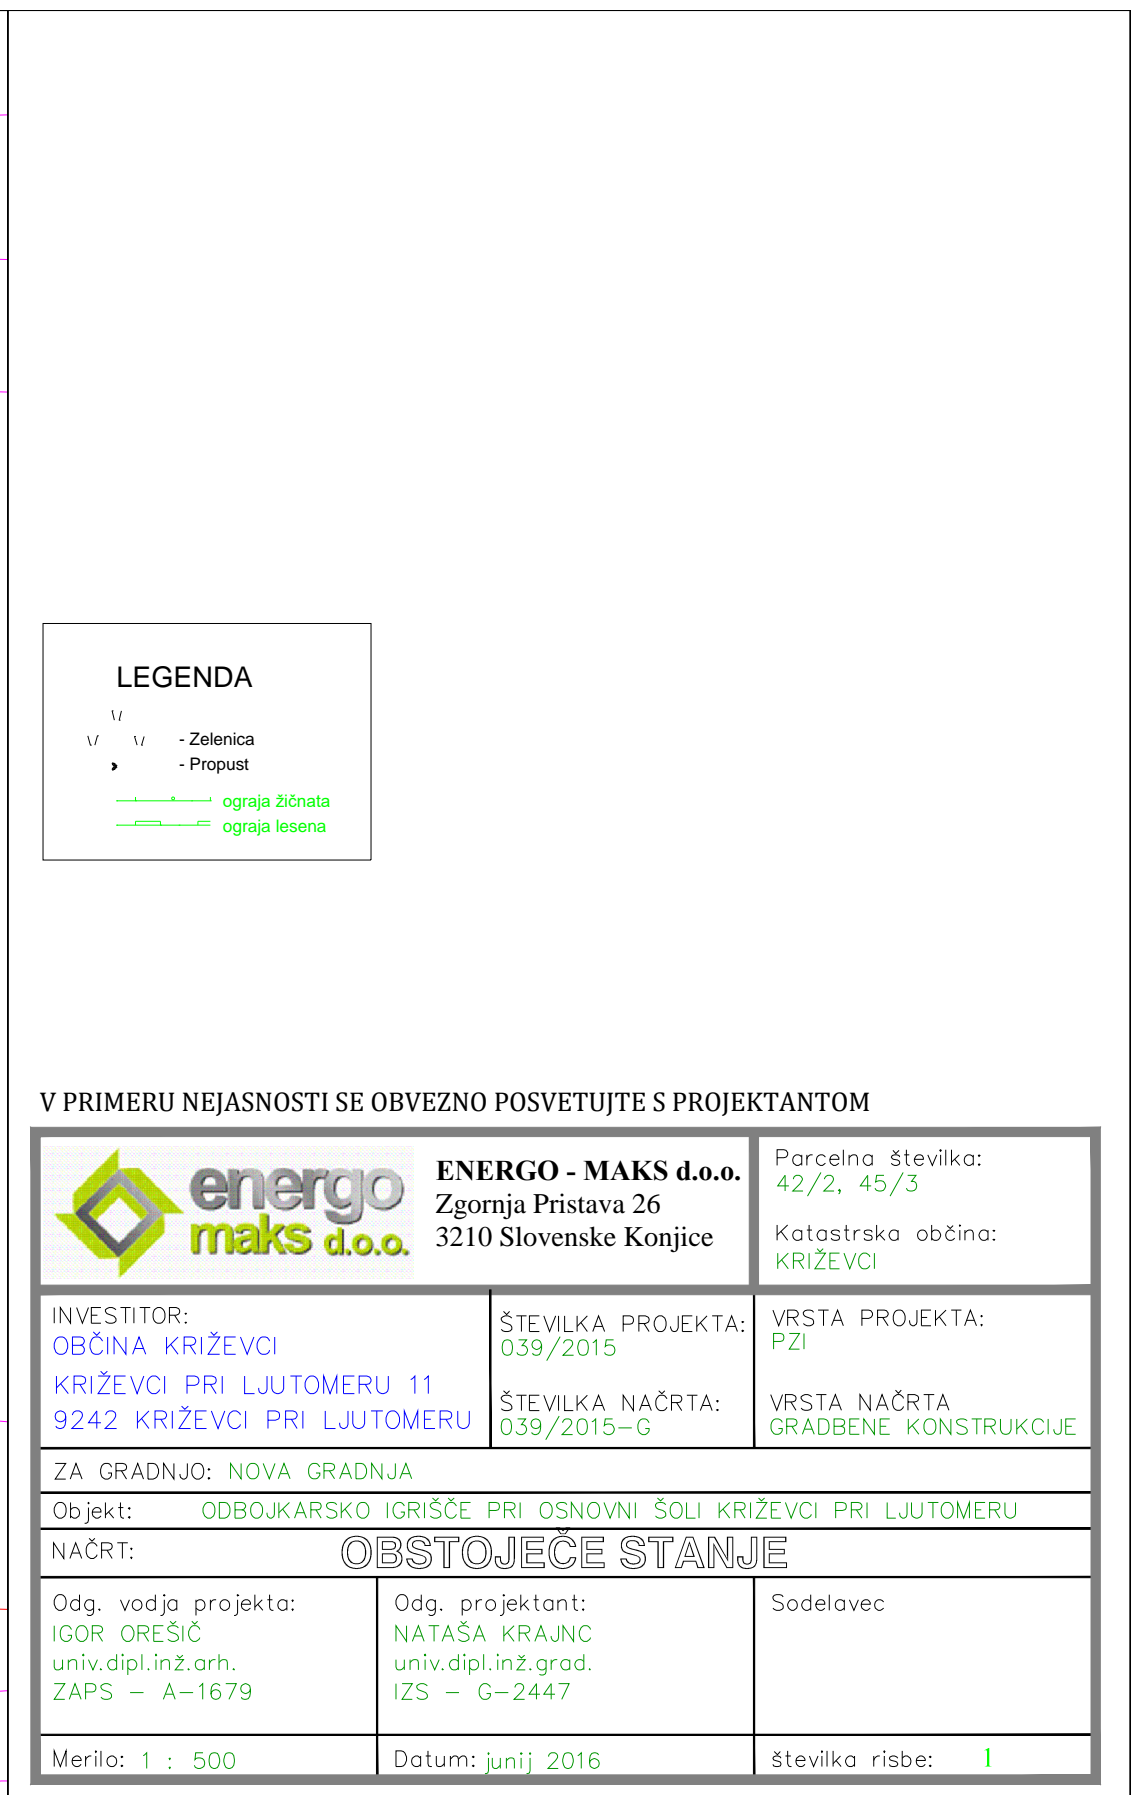 LEGENDA
- Zelenica
- Propust
ograja žičnata
ograja lesena
V PRIMERU NEJASNOSTI SE OBVEZNO POSVETUJTE S PROJEKTANTOM
energo
maks d.o.o.
ENERGO - MAKS d.o.o.
Zgornja Pristava 26
3210 Slovenske Konjice
Parcelna številka:
42/2, 45/3
Katastrska občina:
KRIŽEVCI
INVESTITOR:
OBČINA KRIŽEVCI
KRIŽEVCI PRI LJUTOMERU 11
9242 KRIŽEVCI PRI LJUTOMERU
ŠTEVILKA PROJEKTA:
039/2015
ŠTEVILKA NAČRTA:
039/2015-G
VRSTA PROJEKTA:
PZI
VRSTA NAČRTA
GRADBENE KONSTRUKCIJE
ZA GRADNJO: NOVA GRADNJA
Objekt: ODBOJKARSKO IGRIŠČE PRI OSNOVNI ŠOLI KRIŽEVCI PRI LJUTOMERU
NAČRT: OBSTOJEČE STANJE
Odg. vodja projekta:
IGOR OREŠIČ
univ.dipl.inž.arh.
ZAPS - A-1679
Odg. projektant:
NATAŠA KRAJNC
univ.dipl.inž.grad.
IZS - G-2447
Sodelavec
Merilo: 1 : 500
Datum: junij 2016
številka risbe: 1